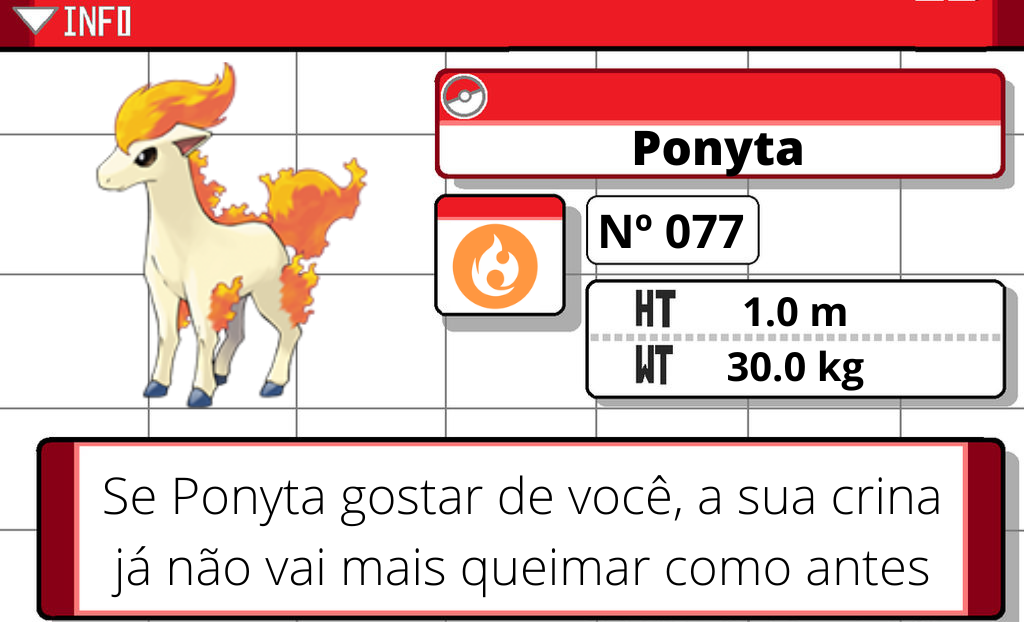 INFO
Ponyta
Nº 077
HT 1.0 m
WT 30.0 kg
Se Ponyta gostar de você, a sua crina
já não vai mais queimar como antes